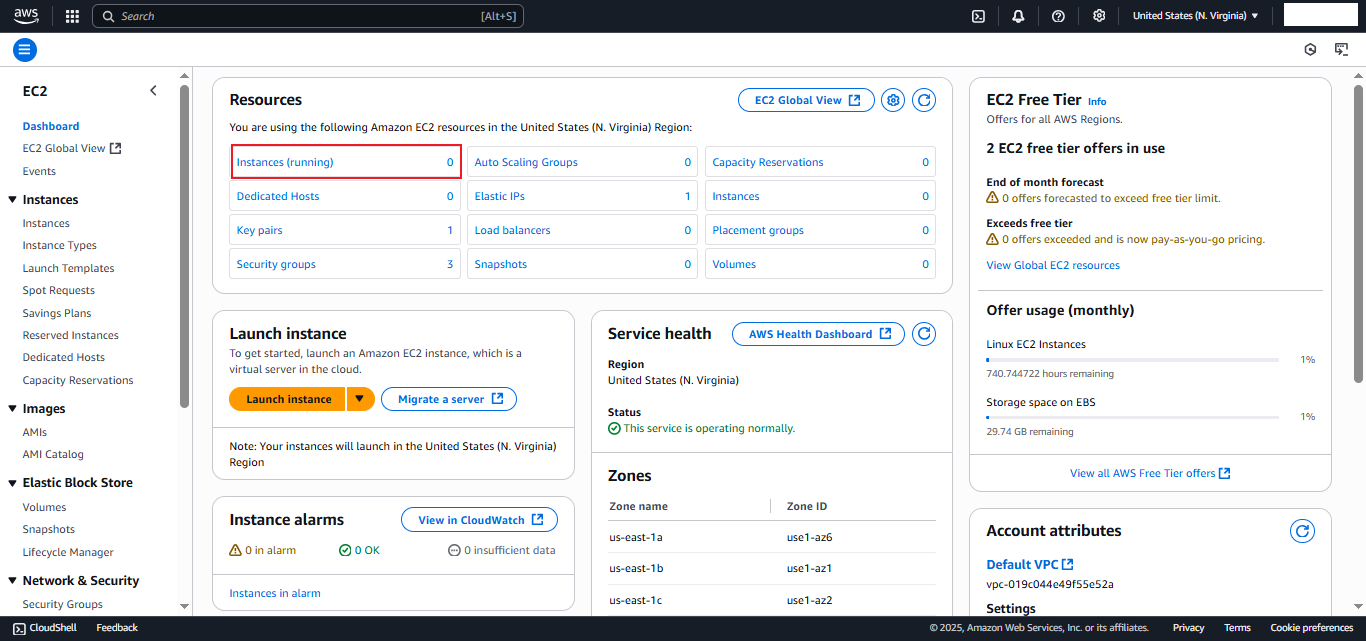 aws
Search [Alt+S]
United States (N. Virginia)
EC2
Dashboard
EC2 Global View
Events
Instances
Instances
Instance Types
Launch Templates
Spot Requests
Savings Plans
Reserved Instances
Dedicated Hosts
Capacity Reservations
Images
AMIs
AMI Catalog
Elastic Block Store
Volumes
Snapshots
Lifecycle Manager
Network & Security
Security Groups
Resources
EC2 Global View
You are using the following Amazon EC2 resources in the United States (N. Virginia) Region:
Instances (running) 0
Auto Scaling Groups 0
Capacity Reservations 0
Dedicated Hosts 0
Elastic IPs 1
Instances 0
Key pairs 1
Load balancers 0
Placement groups 0
Security groups 3
Snapshots 0
Volumes 0
Launch instance
To get started, launch an Amazon EC2 instance, which is a
virtual server in the cloud.
Launch instance
Migrate a server
Note: Your instances will launch in the United States (N. Virginia)
Region
Instance alarms
View in CloudWatch
0 in alarm
0 OK
0 insufficient data
Instances in alarm
Service health
AWS Health Dashboard
Region
United States (N. Virginia)
Status
This service is operating normally.
Zones
Zone name Zone ID
us-east-1a use1-az6
us-east-1b use1-az1
us-east-1c use1-az2
EC2 Free Tier Info
Offers for all AWS Regions.
2 EC2 free tier offers in use
End of month forecast
0 offers forecasted to exceed free tier limit.
Exceeds free tier
0 offers exceeded and is now pay-as-you-go pricing.
View Global EC2 resources
Offer usage (monthly)
Linux EC2 Instances
1%
740.744722 hours remaining
Storage space on EBS
1%
29.74 GB remaining
View all AWS Free Tier offers
Account attributes
Default VPC
vpc-019c044e49f55e52a
Settings
CloudShell
Feedback
© 2025, Amazon Web Services, Inc. or its affiliates.
Privacy
Terms
Cookie preferences